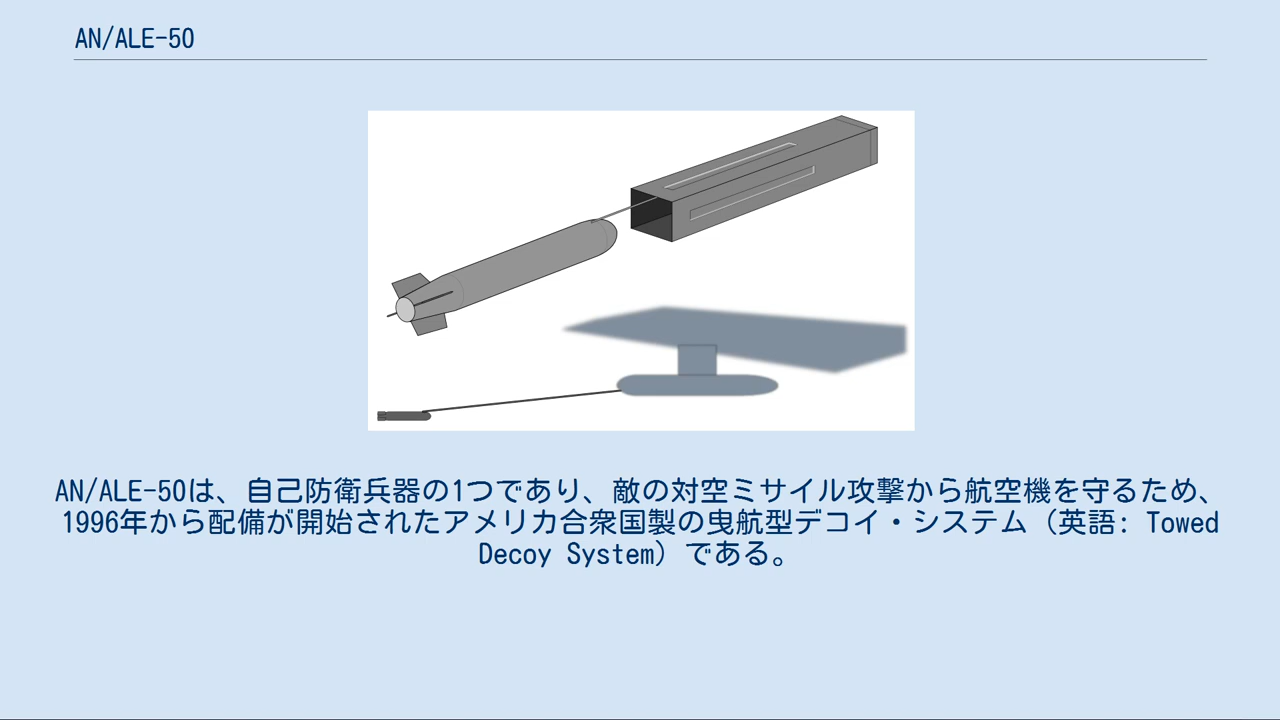 AN/ALE-50
AN/ALE-50は、自己防衛兵器の1つであり、敵の対空ミサイル攻撃から航空機を守るため、
1996年から配備が開始されたアメリカ合衆国製の曳航型デコイ・システム（英語: Towed
Decoy System）である。